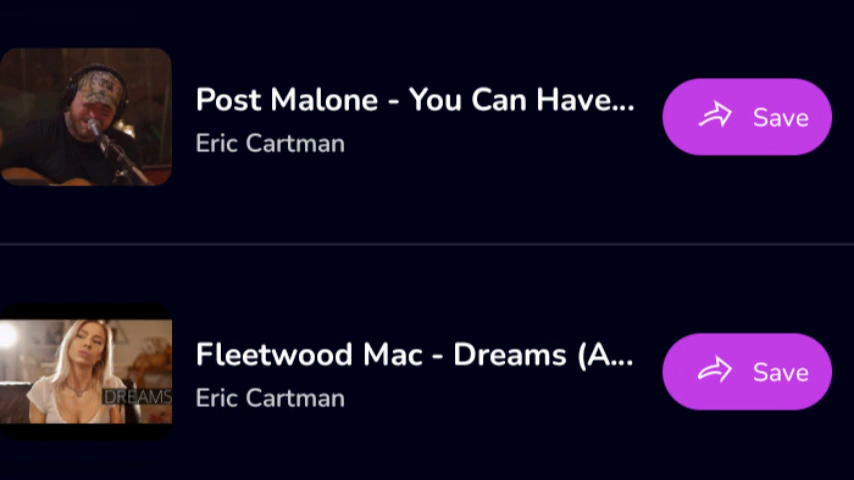 Post Malone - You Can Have...
Eric Cartman
Save
Fleetwood Mac - Dreams (A...
Eric Cartman
Save
DREAMS